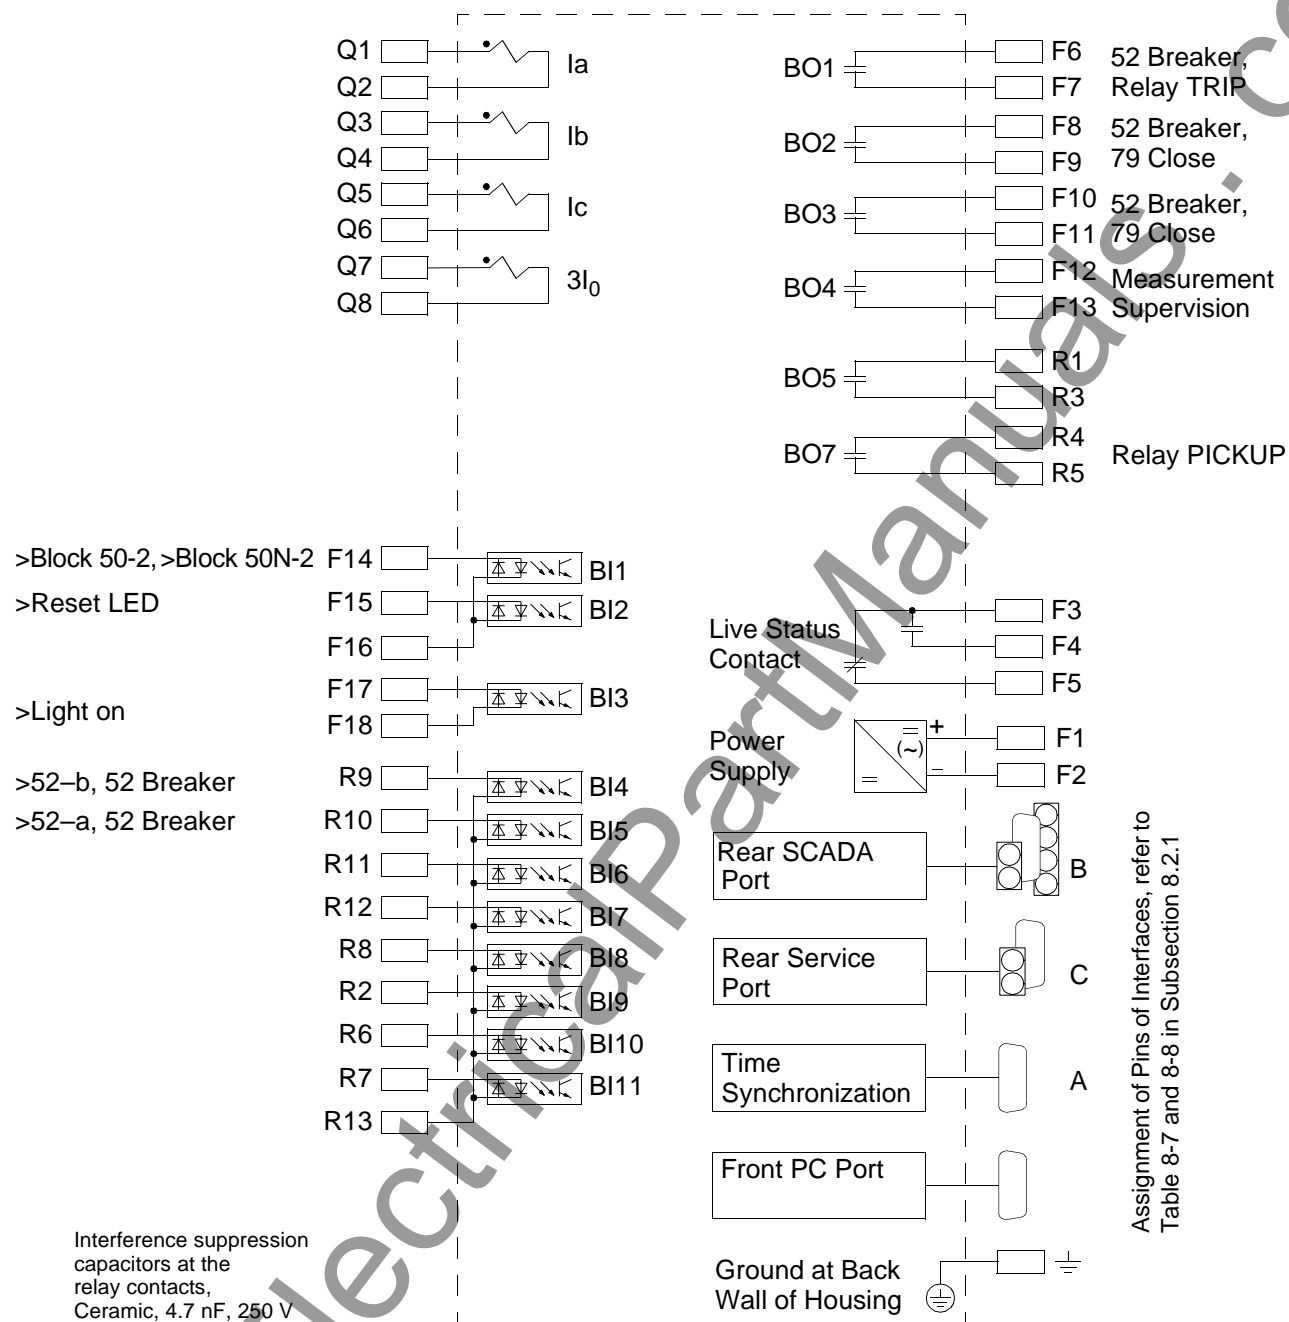 Q1
Q2
Ia
Q3
Q4
Ib
Q5
Q6
Ic
Q7
Q8
3I0
BO1
F6
F7
52 Breaker,
Relay TRIP
BO2
F8
F9
52 Breaker,
79 Close
BO3
F10
F11
52 Breaker,
79 Close
BO4
F12
F13
Measurement
Supervision
BO5
R1
R3
BO7
R4
R5
Relay PICKUP
>Block 50-2, >Block 50N-2 F14
BI1
>Reset LED F15
BI2
F16
>Light on
F17
F18
BI3
>52–b, 52 Breaker R9
BI4
>52–a, 52 Breaker R10
BI5
R11
BI6
R12
BI7
R8
BI8
R2
BI9
R6
BI10
R7
BI11
R13
Live Status
Contact
F3
F4
F5
Power
Supply
= + (~) – =
F1
F2
Rear SCADA
Port
B
Rear Service
Port
C
Time
Synchronization
A
Front PC Port
Ground at Back
Wall of Housing
Assignment of Pins of Interfaces, refer to
Table 8-7 and 8-8 in Subsection 8.2.1
Interference suppression
capacitors at the
relay contacts,
Ceramic, 4.7 nF, 250 V
lectricalPartManuals . co